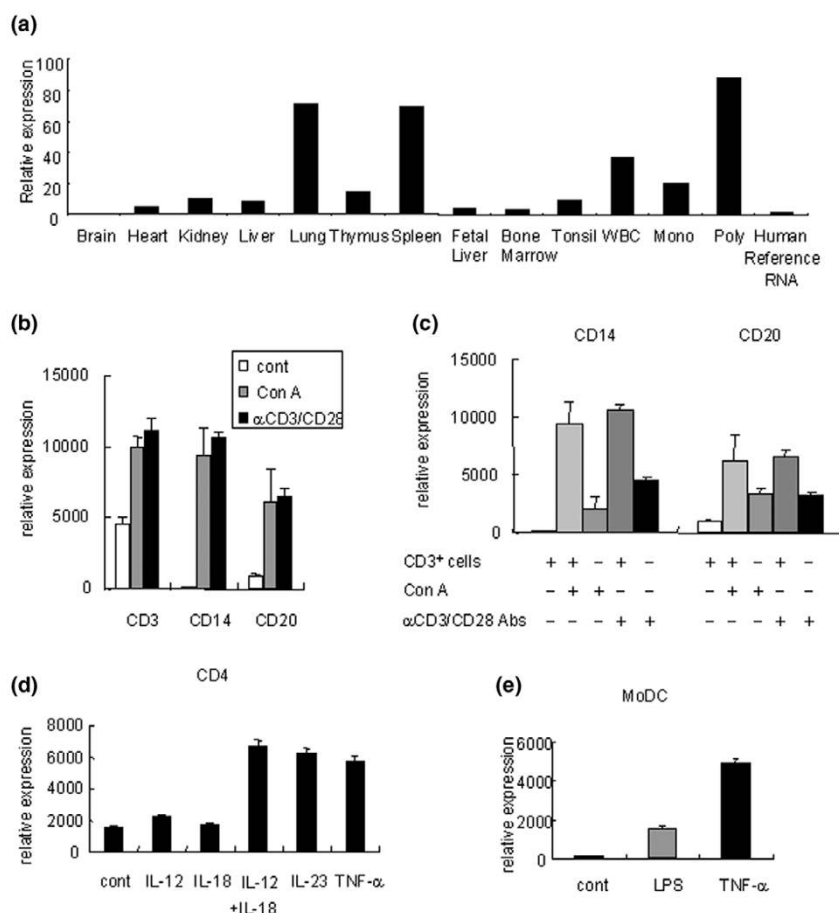 (a)
Relative expression
100
80
60
40
20
0
Brain Heart Kidney Liver Lung Thymus Spleen Fetal Liver Bone Marrow Tonsil WBC Mono Poly Human Reference RNA
(b)
cont
Con A
αCD3/CD28
relative expression
15000
10000
5000
0
CD3 CD14 CD20
(c)
CD14 CD20
relative expression
15000
10000
5000
0
CD3+ cells + + - + - + + - + -
Con A - + + - - - + + - -
αCD3/CD28 Abs - - - + + - - - + +
(d)
CD4
relative expression
8000
6000
4000
2000
0
cont IL-12 IL-18 IL-12 IL-23 TNF-α
+IL-18
(e)
MoDC
relative expression
6000
4000
2000
0
cont LPS TNF-α